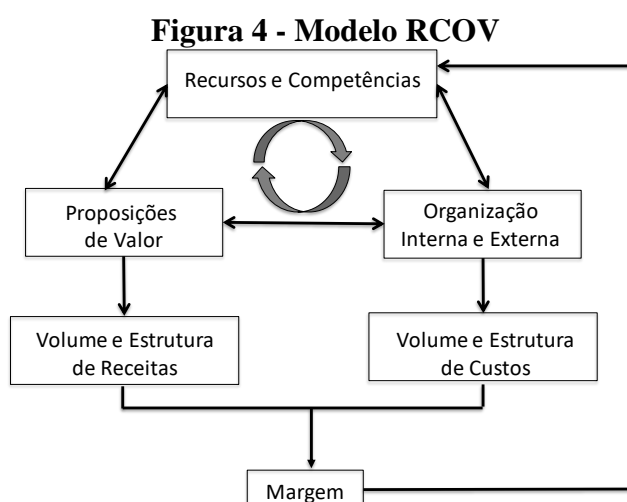 Figura 4 - Modelo RCOV
Recursos e Competências
Proposições
de Valor
Organização
Interna e Externa
Volume e Estrutura
de Receitas
Volume e Estrutura
de Custos
Margem